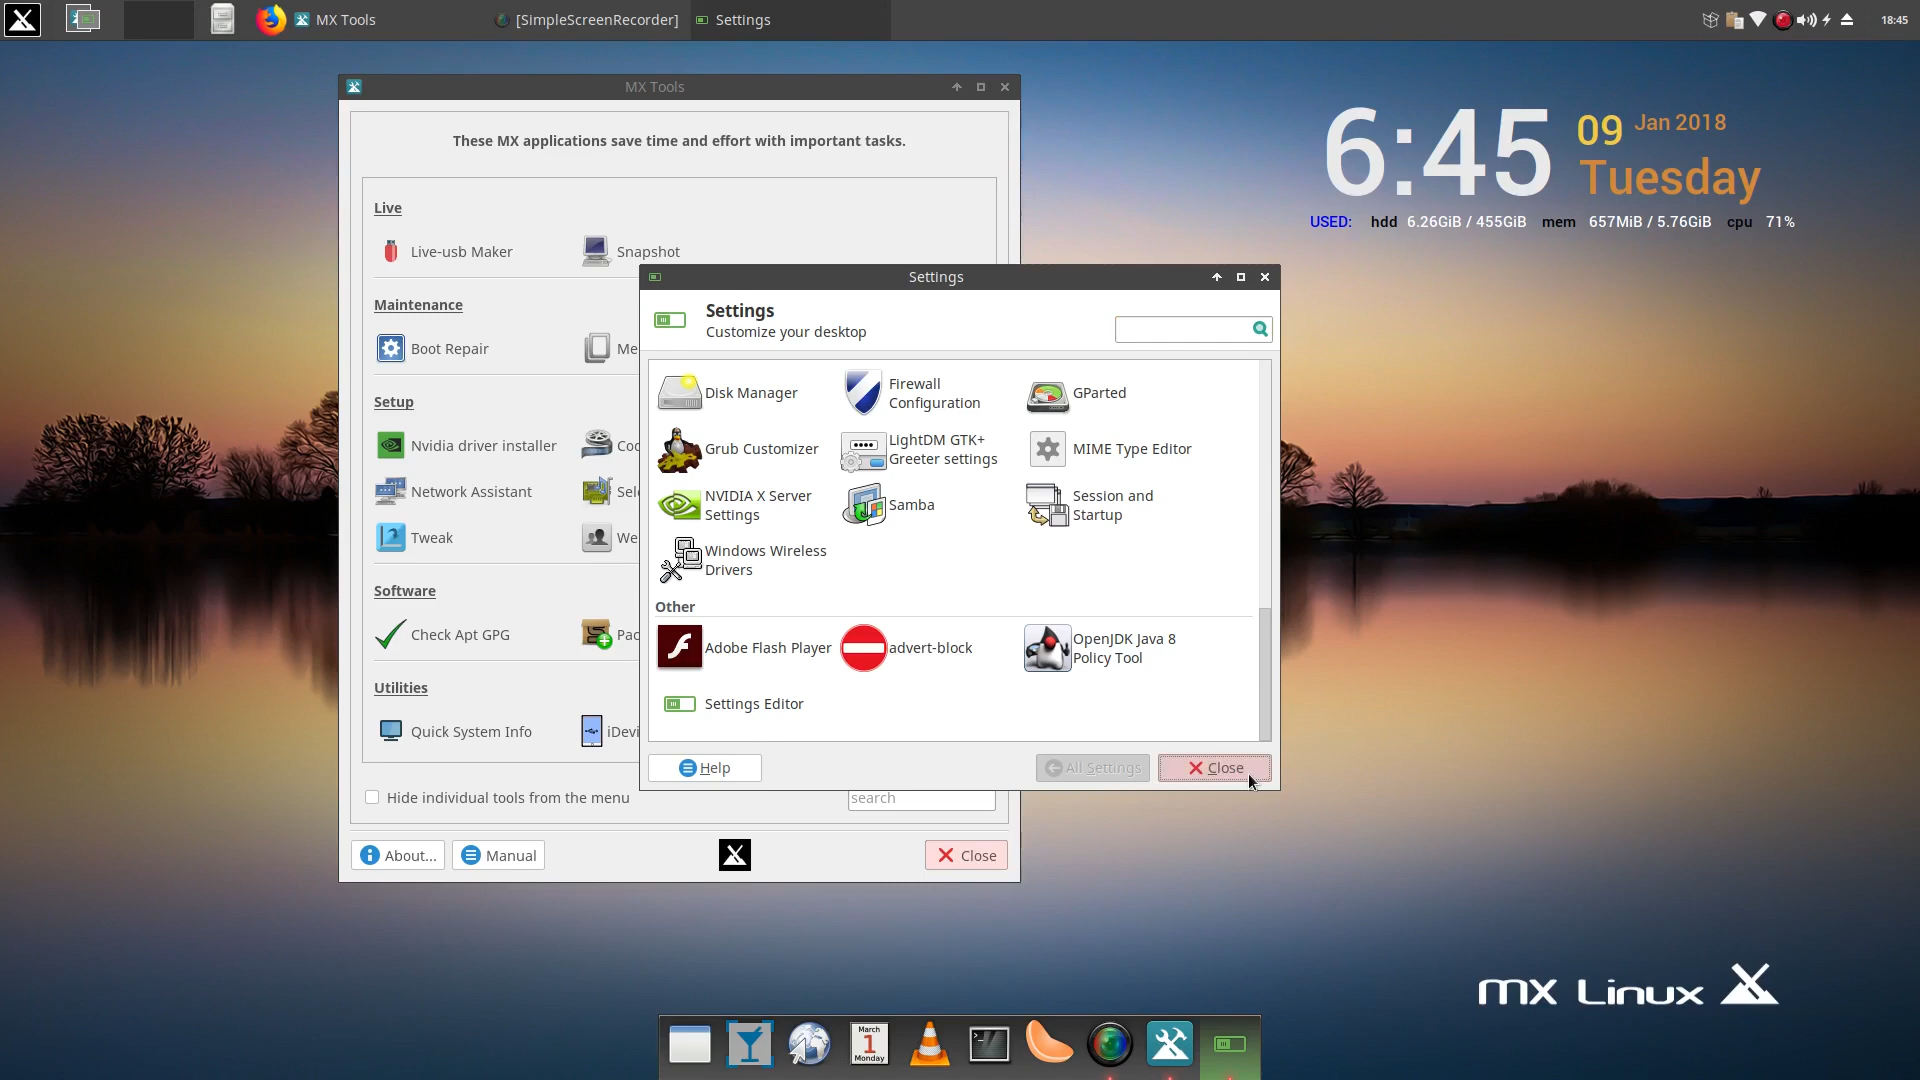 MX Tools
[SimpleScreenRecorder]
Settings
18:45
MX Tools
These MX applications save time and effort with important tasks.
Live
Live-usb Maker
Snapshot
Maintenance
Boot Repair
Me
Setup
Nvidia driver installer
Cod
Network Assistant
Sel
Tweak
We
Software
Check Apt GPG
Pac
Utilities
Quick System Info
iDevi
Hide individual tools from the menu
search
About...
Manual
Close
Settings
Settings
Customize your desktop
Disk Manager
Firewall
Configuration
GParted
Grub Customizer
LightDM GTK+
Greeter settings
MIME Type Editor
NVIDIA X Server
Settings
Samba
Session and
Startup
Windows Wireless
Drivers
Other
Adobe Flash Player
advert-block
OpenJDK Java 8
Policy Tool
Settings Editor
Help
All Settings
Close
6:45
09 Jan 2018
Tuesday
USED: hdd 6.26GiB / 455GiB mem 657MiB / 5.76GiB cpu 71%
mx Linux
March
1
Monday